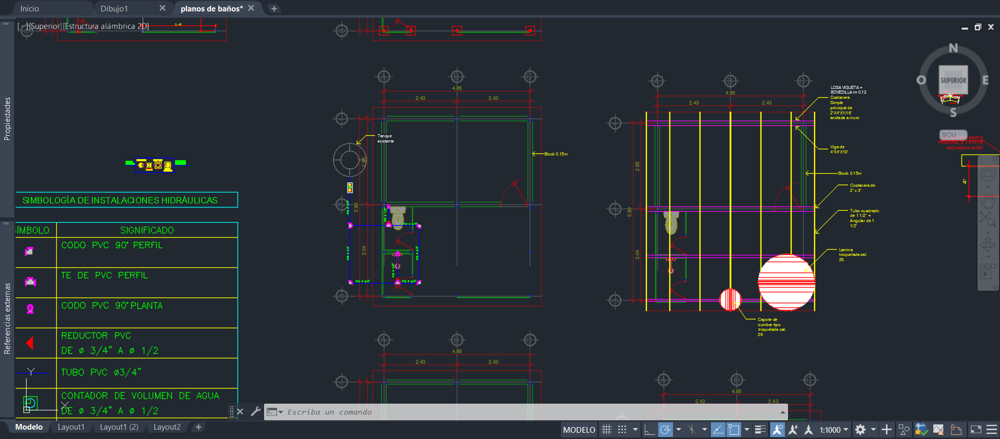 Inicio
Dibujo1
planos de baños*
[-][Superior][Estructura alámbrica 2D]
2.43
Propiedades
Referencias externas
SIMBOLOGÍA DE INSTALACIONES HIDRÁULICAS
SÍMBOLO
SIGNIFICADO
CODO PVC 90° PERFIL
TE DE PVC PERFIL
CODO PVC 90° PLANTA
REDUCTOR PVC
DE ø 3/4" A ø 1/2
TUBO PVC ø3/4"
CONTADOR DE VOLUMEN DE AGUA
DE ø 3/4" A ø 1/2
Y
X
A
B
C
4.85
2.43
2.43
Tanque
existente
Block 0.15m
2.85
5.89
3.04
A
B
C
4.85
2.43
2.43
A
B
C
4.85
2.43
2.43
LOSA VIGUETA +
BOVEDILLA t= 0.12
Costanera
Simple
principal de
2"X4"X1/16"
anclada a muro
Viga de
4"X4"X10'
Block 0.15m
Costanera de
2" x 3"
Tubo cuadrado
de 1 1/2" +
Angular de 1
1/2"
Lámina
troquelada cal.
26.
Capote de
cumbre tipo
troquelada cal.
26
2.85
5.89
3.04
A
B
C
4.85
2.43
2.43
N
O
SUPERIOR
E
S
SCU
PRINCIPAL 2" x 4"x1/16"
ANCLADA A MURO
4"
Escriba un comando
Modelo
Layout1
Layout1 (2)
Layout2
MODELO
1:1000